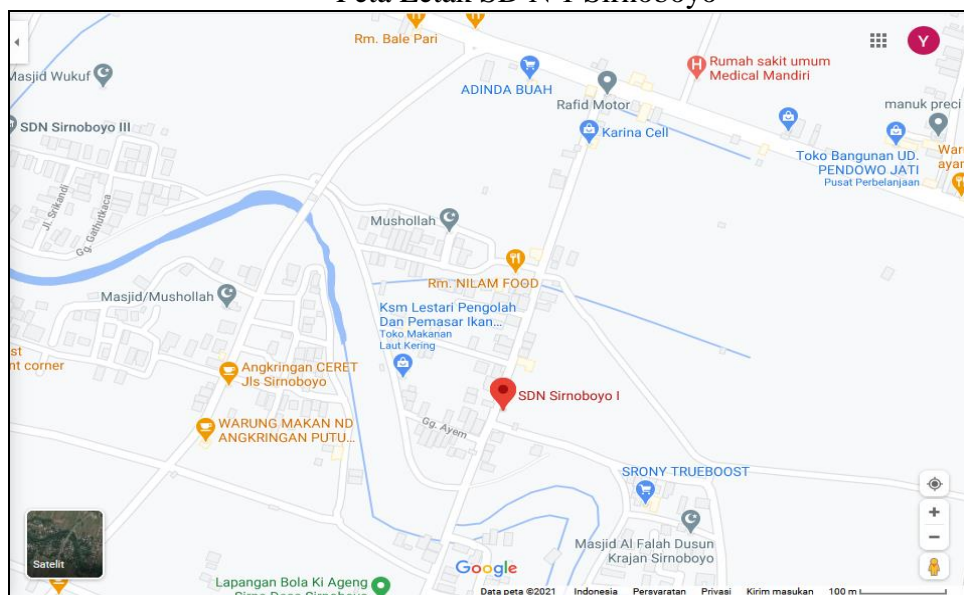 Peta Letak SD N 1 Sirnoboyo
Rm. Bale Pari
Y
Masjid Wukuf
ADINDA BUAH
Rumah sakit umum
Medical Mandiri
Rafid Motor
manuk preci
SDN Sirnoboyo III
Karina Cell
Toko Bangunan UD.
PENDOWO JATI
Pusat Perbelanjaan
ayam
Jl. Srikandi
Gg. Gathutkaca
Mushollah
Rm. NILAM FOOD
Masjid/Mushollah
Ksm Lestari Pengolah
Dan Pemasar Ikan...
Toko Makanan
Laut Kering
nt corner
Angkringan CERET
Jls Sirnoboyo
SDN Sirnoboyo I
WARUNG MAKAN ND
ANGKRINGAN PUTU...
Gg. Ayem
SRONY TRUEBOOST
Masjid Al Falah Dusun
Krajan Sirnoboyo
Satelit
Google
Lapangan Bola Ki Ageng
Data peta ©2021 Indonesia Persyaratan Privasi Kirim masukan 100 m